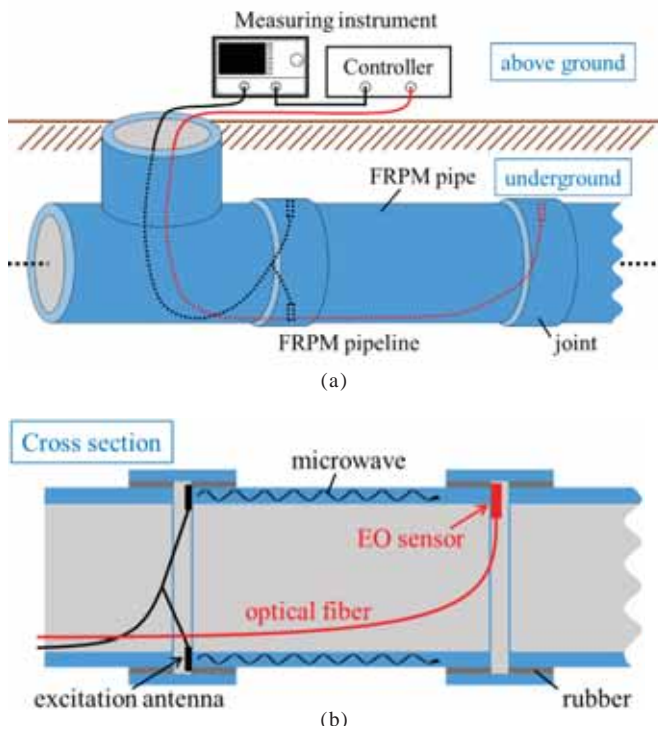 Measuring instrument
Controller
above ground
FRPM pipe
underground
FRPM pipeline
joint
(a)
Cross section
microwave
EO sensor
optical fiber
excitation antenna
rubber
(b)